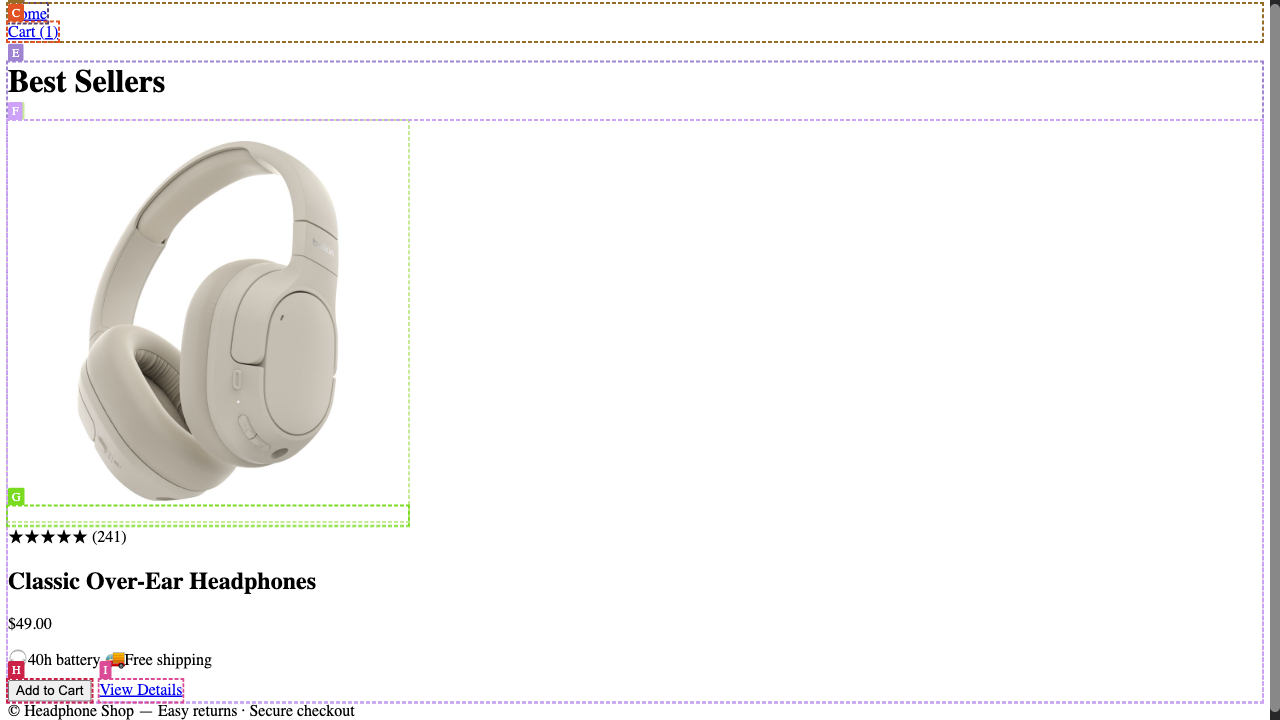 C ome
Cart (1)
E
Best Sellers
F
G
★★★★★ (241)
Classic Over-Ear Headphones
$49.00
40h battery 🚚Free shipping
H
I
Add to Cart View Details
© Headphone Shop — Easy returns · Secure checkout